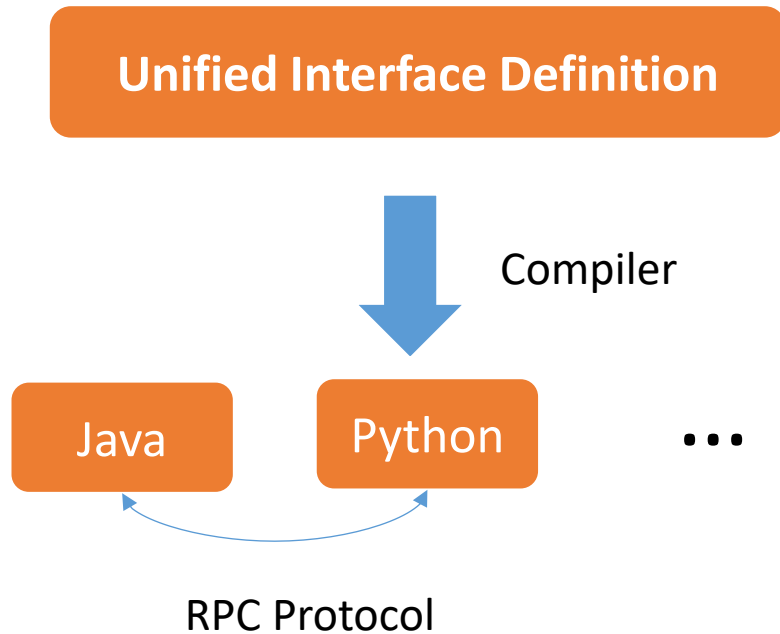 Unified Interface Definition
Compiler
Java
Python
...
RPC Protocol